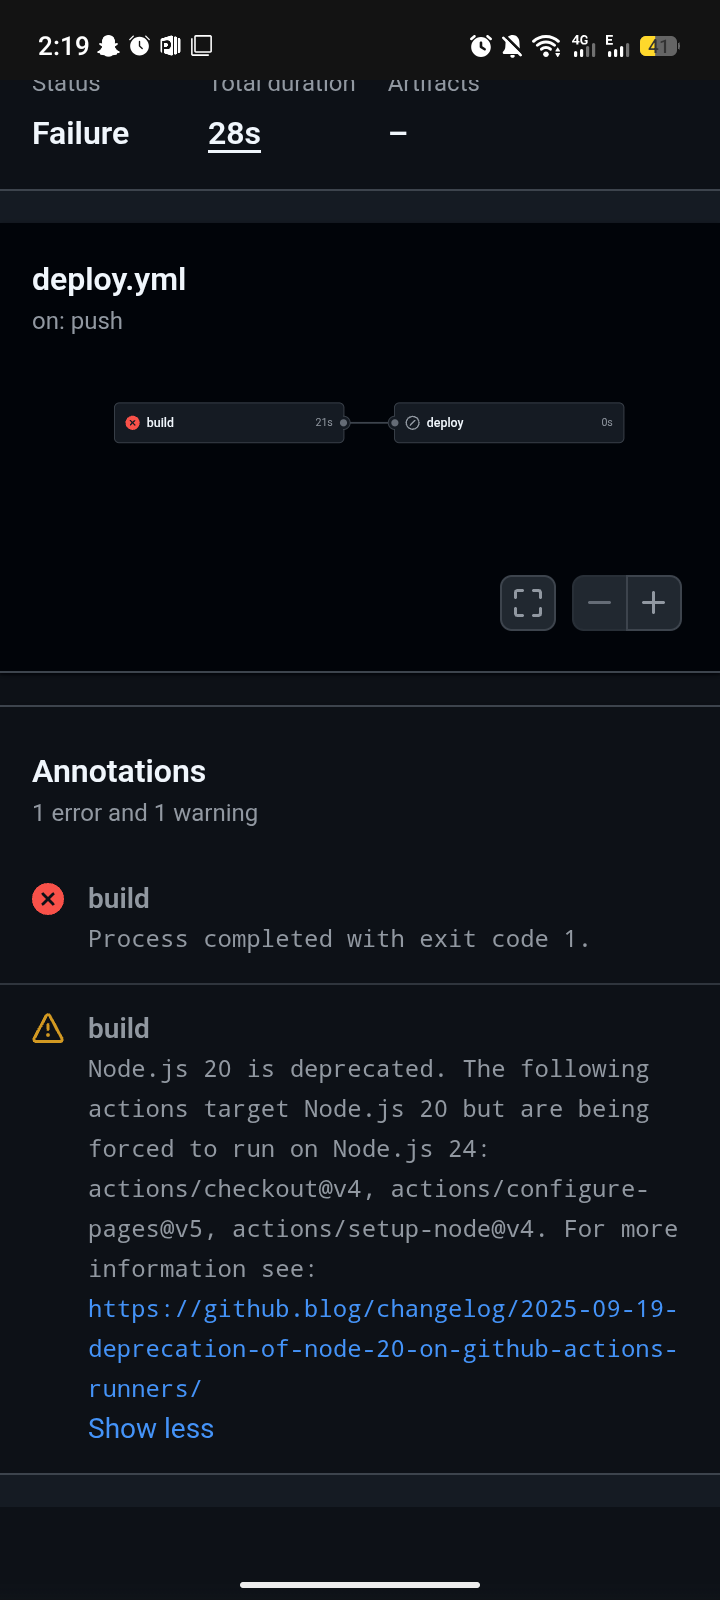 2:19
4G
E
41
Status Total duration Artifacts
Failure 28s –
deploy.yml
on: push
build 21s
deploy 0s
Annotations
1 error and 1 warning
build
Process completed with exit code 1.
build
Node.js 20 is deprecated. The following
actions target Node.js 20 but are being
forced to run on Node.js 24:
actions/checkout@v4, actions/configure-
pages@v5, actions/setup-node@v4. For more
information see:
https://github.blog/changelog/2025-09-19-
deprecation-of-node-20-on-github-actions-
runners/
Show less